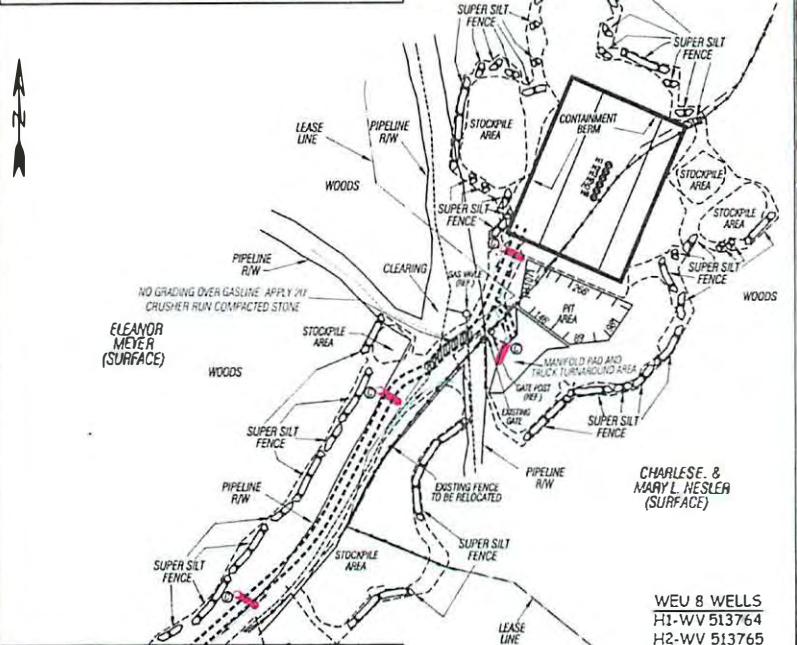 SUPER SILT
FENCE
SUPER SILT
FENCE
N
STOCKPILE
AREA
CONTAINMENT
BERM
LEASE
LINE
PIPELINE
R/W
WOODS
STOCKPILE
AREA
STOCKPILE
AREA
SUPER SILT
FENCE
SUPER SILT
FENCE
WOODS
PIPELINE
R/W
CLEARING
GAS VAVLE
(REF.)
NO GRADING OVER GASLINE. APPLY 20'
CRUSHER RUN COMPACTED STONE
PIT
AREA
ELEANOR
MEYER
(SURFACE)
STOCKPILE
AREA
WOODS
MANIFOLD PAD AND
TRUCK TURNAROUND AREA
GATE POST
(REF.)
EXISTING
GATE
SUPER SILT
FENCE
SUPER SILT
FENCE
PIPELINE
R/W
PIPELINE
R/W
EXISTING FENCE
TO BE RELOCATED
CHARLES E. &
MARY L. NESLER
(SURFACE)
SUPER SILT
FENCE
STOCKPILE
AREA
SUPER SILT
FENCE
LEASE
LINE
WEU 8 WELLS
H1-WV 513764
H2-WV 513765